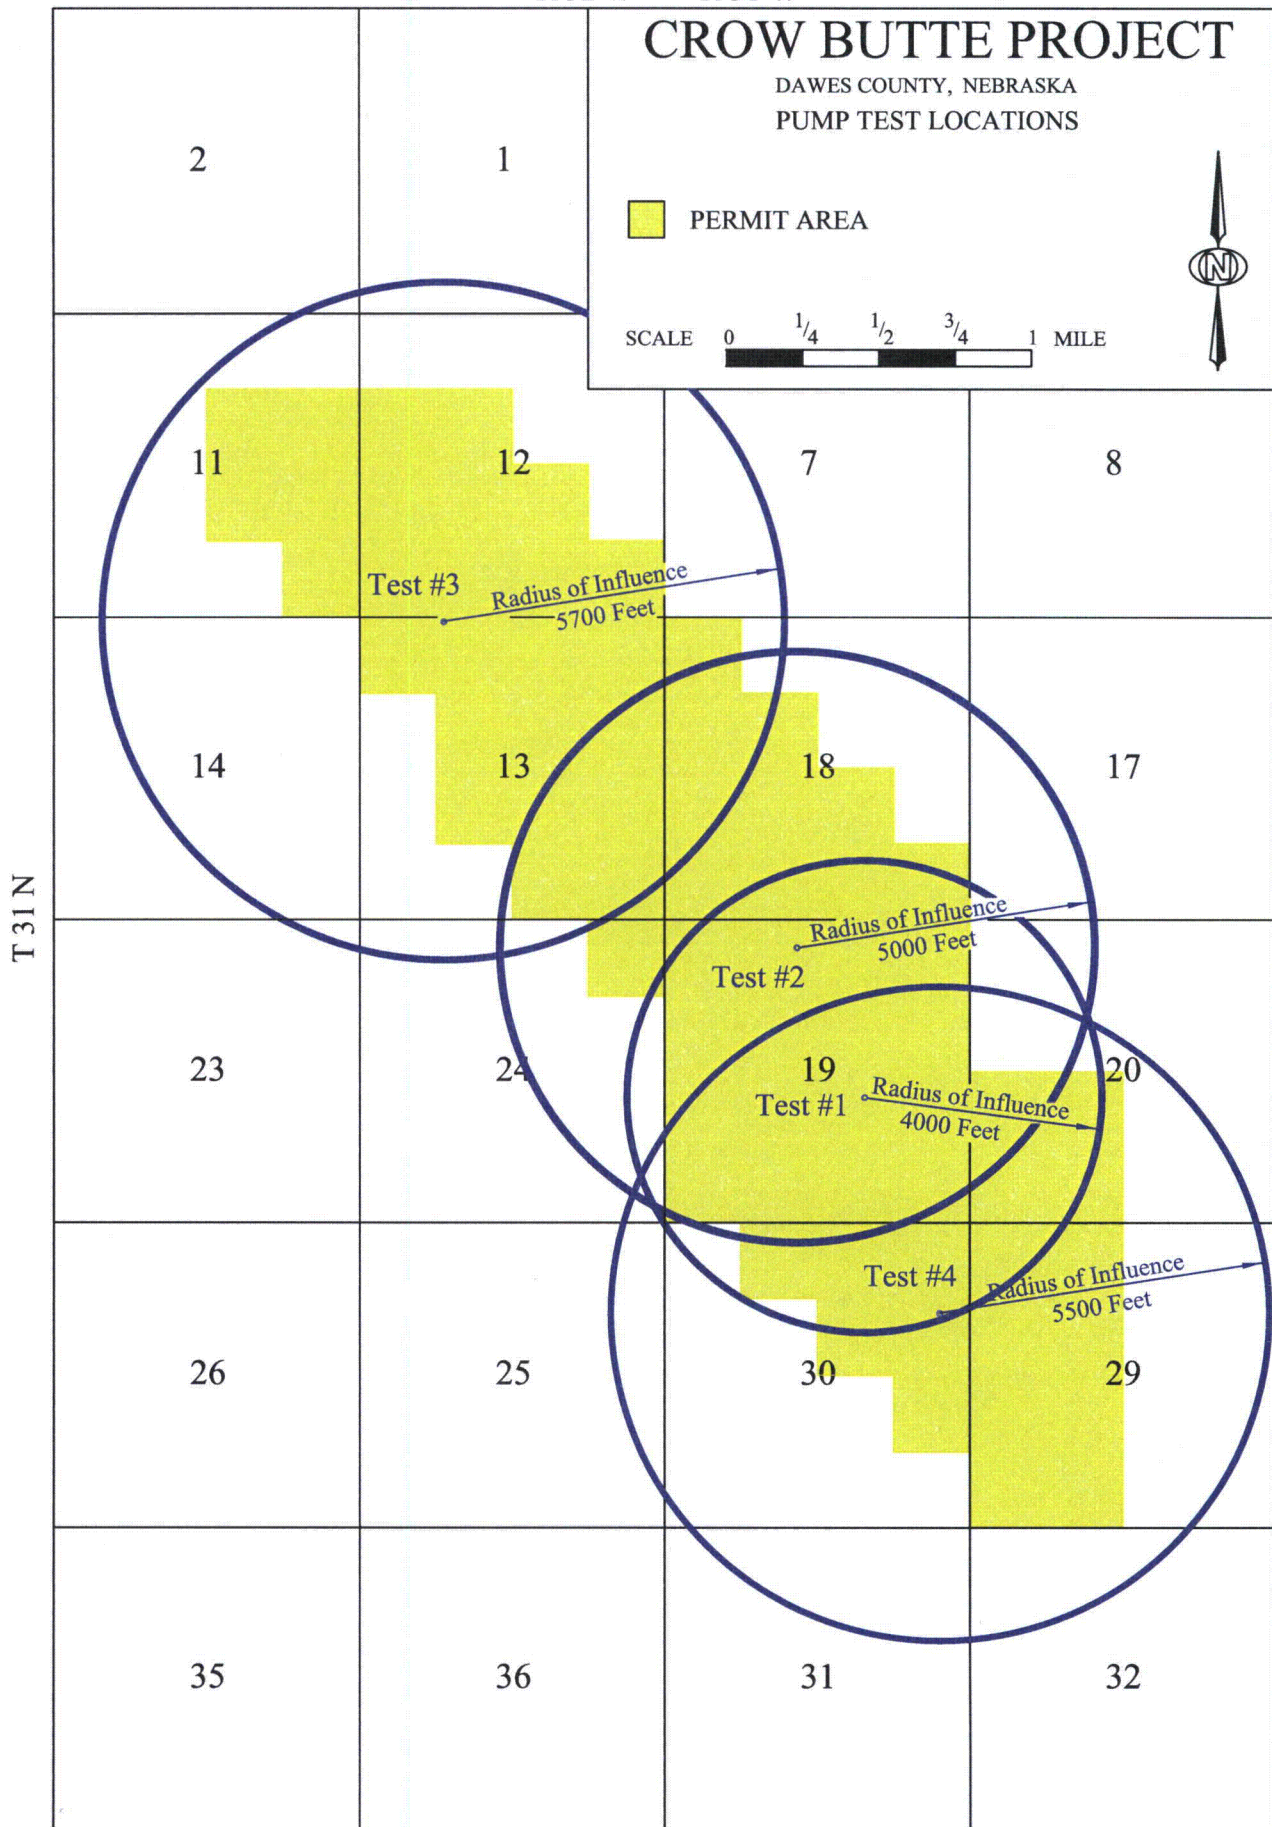 CROW BUTTE PROJECT
DAWES COUNTY, NEBRASKA
PUMP TEST LOCATIONS
PERMIT AREA
N
SCALE 0 1/4 1/2 3/4 1 MILE
2 1
11 12 7 8
Test #3
Radius of Influence
5700 Feet
14 13 18 17
T 31 N
Radius of Influence
5000 Feet
Test #2
23 24 19 20
Test #1
Radius of Influence
4000 Feet
Test #4
Radius of Influence
5500 Feet
26 25 30 29
35 36 31 32